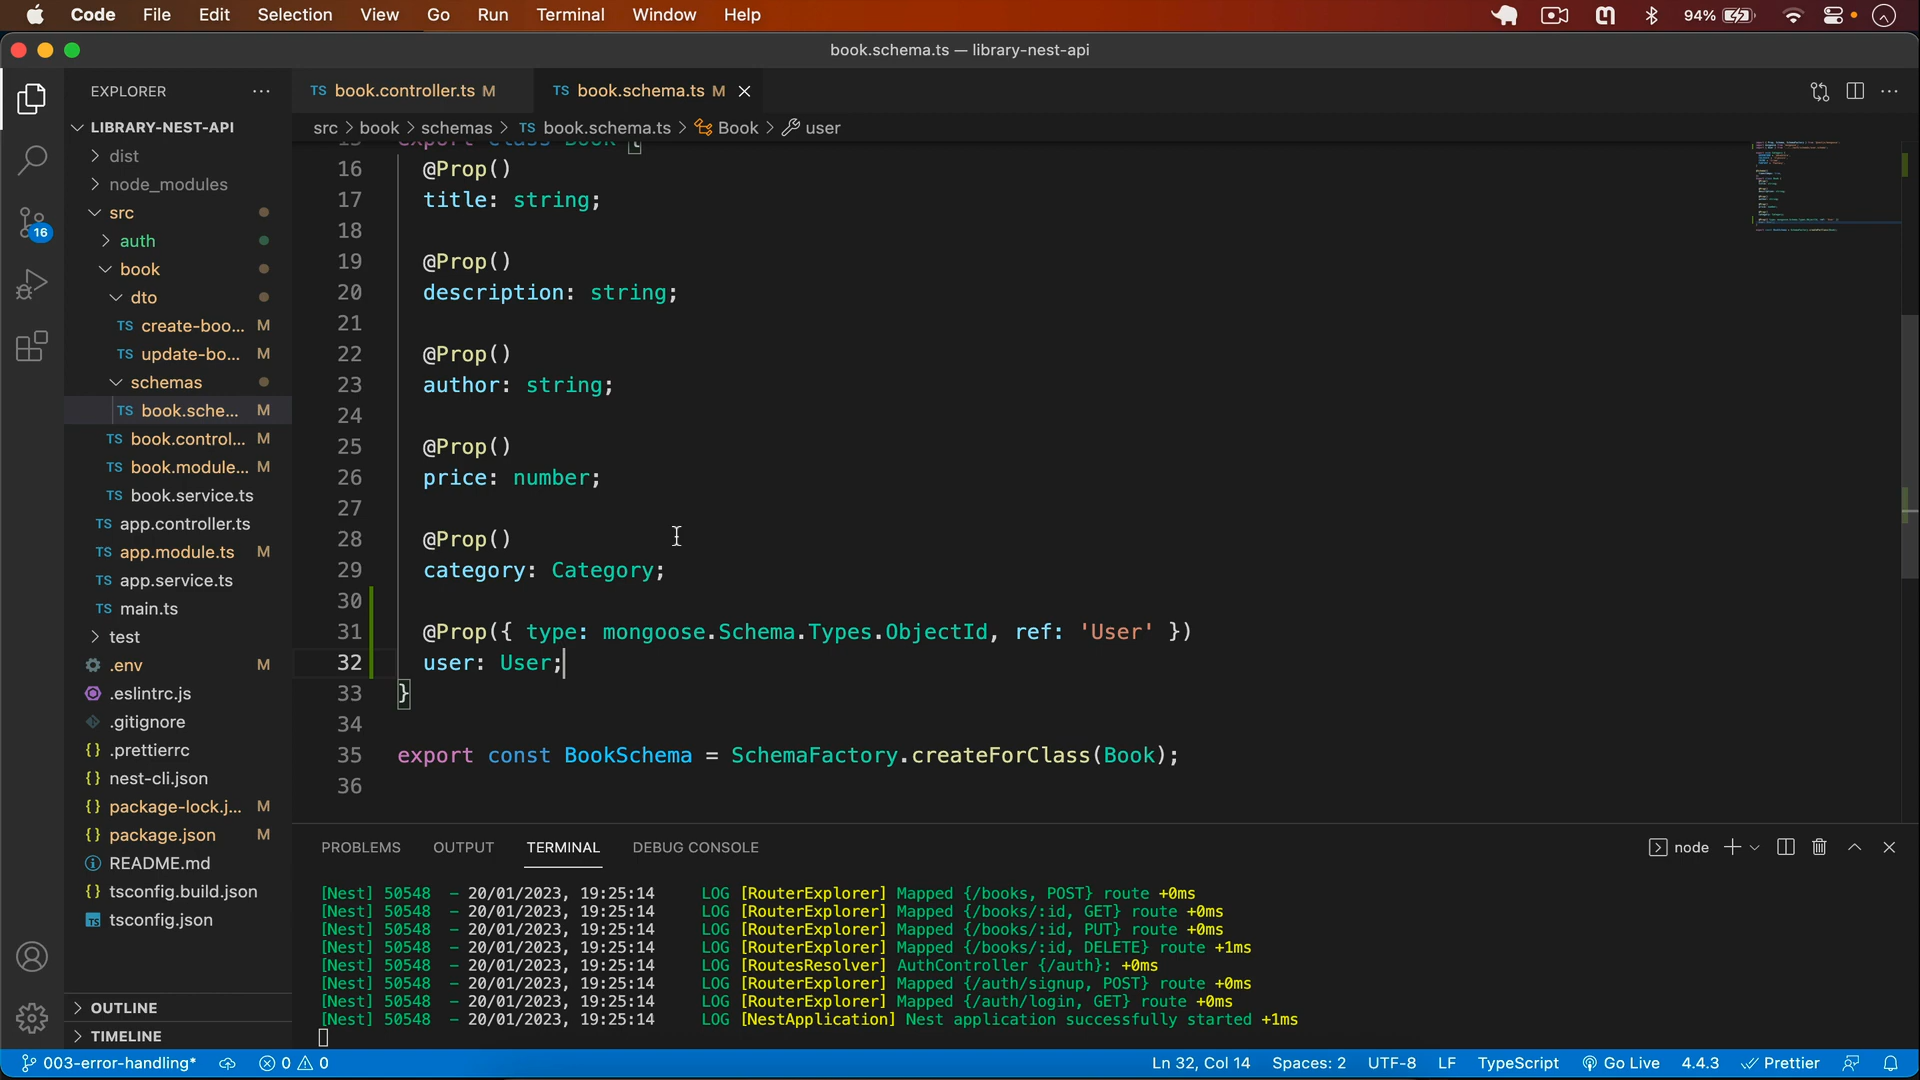 Code File Edit Selection View Go Run Terminal Window Help 94%
book.schema.ts — library-nest-api
EXPLORER
TS book.controller.ts M TS book.schema.ts M
LIBRARY-NEST-API
src > book > schemas > TS book.schema.ts > Book > user
dist
node_modules
src
auth
book
dto
TS create-boo... M
TS update-bo... M
schemas
TS book.sche... M
TS book.control... M
TS book.module... M
TS book.service.ts
TS app.controller.ts
TS app.module.ts M
TS app.service.ts
TS main.ts
test
.env M
.eslintrc.js
.gitignore
{} .prettierrc
{} nest-cli.json
{} package-lock.j... M
{} package.json M
README.md
{} tsconfig.build.json
TS tsconfig.json
OUTLINE
TIMELINE
16
15 export class Book {
16 @Prop()
17 title: string;
18
19 @Prop()
20 description: string;
21
22 @Prop()
23 author: string;
24
25 @Prop()
26 price: number;
27
28 @Prop()
29 category: Category;
30
31 @Prop({ type: mongoose.Schema.Types.ObjectId, ref: 'User' })
32 user: User;
33 }
34
35 export const BookSchema = SchemaFactory.createForClass(Book);
36
PROBLEMS OUTPUT TERMINAL DEBUG CONSOLE node
[Nest] 50548 - 20/01/2023, 19:25:14 LOG [RouterExplorer] Mapped {/books, POST} route +0ms
[Nest] 50548 - 20/01/2023, 19:25:14 LOG [RouterExplorer] Mapped {/books/:id, GET} route +0ms
[Nest] 50548 - 20/01/2023, 19:25:14 LOG [RouterExplorer] Mapped {/books/:id, PUT} route +0ms
[Nest] 50548 - 20/01/2023, 19:25:14 LOG [RouterExplorer] Mapped {/books/:id, DELETE} route +1ms
[Nest] 50548 - 20/01/2023, 19:25:14 LOG [RoutesResolver] AuthController {/auth}: +0ms
[Nest] 50548 - 20/01/2023, 19:25:14 LOG [RouterExplorer] Mapped {/auth/signup, POST} route +0ms
[Nest] 50548 - 20/01/2023, 19:25:14 LOG [RouterExplorer] Mapped {/auth/login, GET} route +0ms
[Nest] 50548 - 20/01/2023, 19:25:14 LOG [NestApplication] Nest application successfully started +1ms
003-error-handling* 0 0 Ln 32, Col 14 Spaces: 2 UTF-8 LF TypeScript Go Live 4.4.3 Prettier